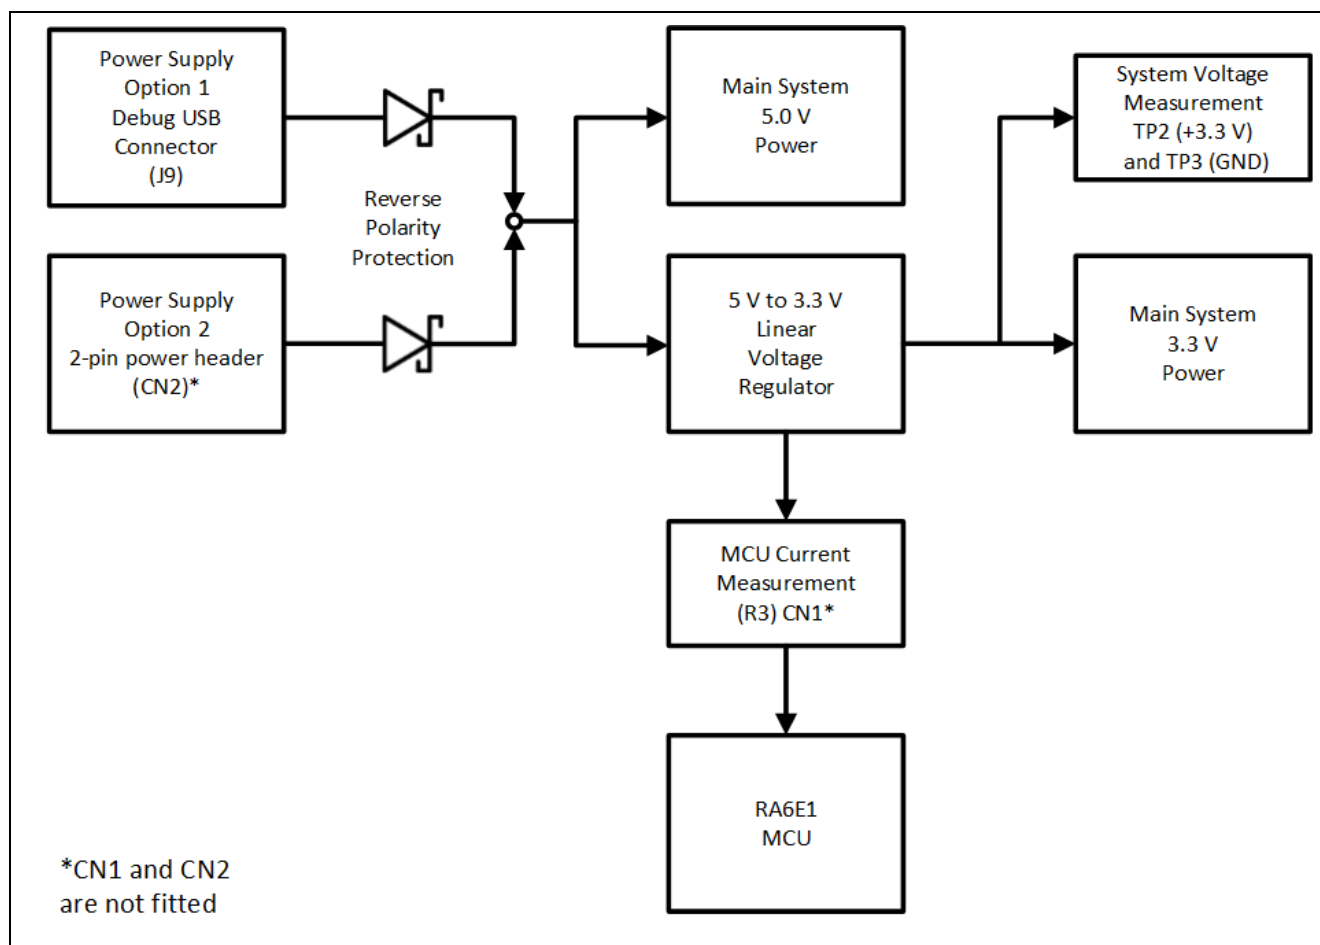 Power Supply
Option 1
Debug USB
Connector
(J9)
Reverse
Polarity
Protection
Power Supply
Option 2
2-pin power header
(CN2)*
Main System
5.0 V
Power
5 V to 3.3 V
Linear
Voltage
Regulator
System Voltage
Measurement
TP2 (+3.3 V)
and TP3 (GND)
Main System
3.3 V
Power
MCU Current
Measurement
(R3) CN1*
RA6E1
MCU
*CN1 and CN2
are not fitted